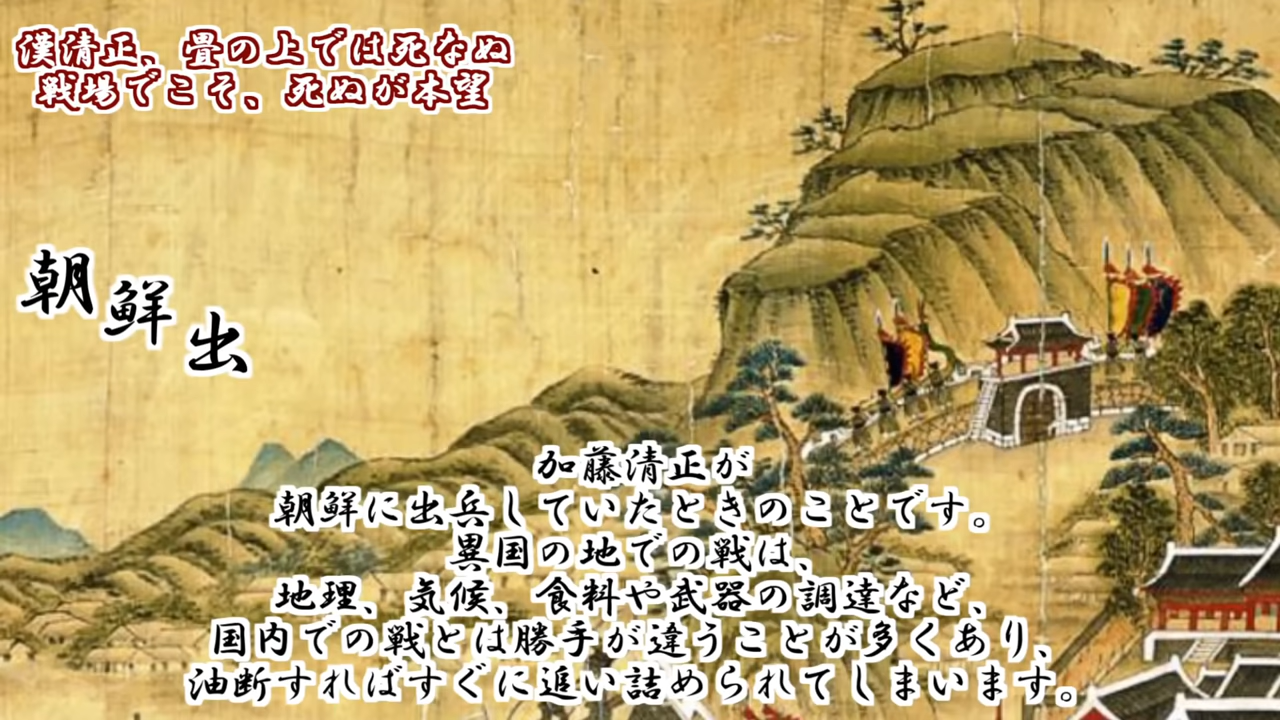 漢清正、畳の上では死なぬ
戦場でこそ、死ぬが本望
朝鮮出
加藤清正が
朝鮮に出兵していたときのことです。
異国の地での戦は、
地理、気候、食料や武器の調達など、
国内での戦とは勝手が違うことが多くあり、
油断すればすぐに追い詰められてしまいます。